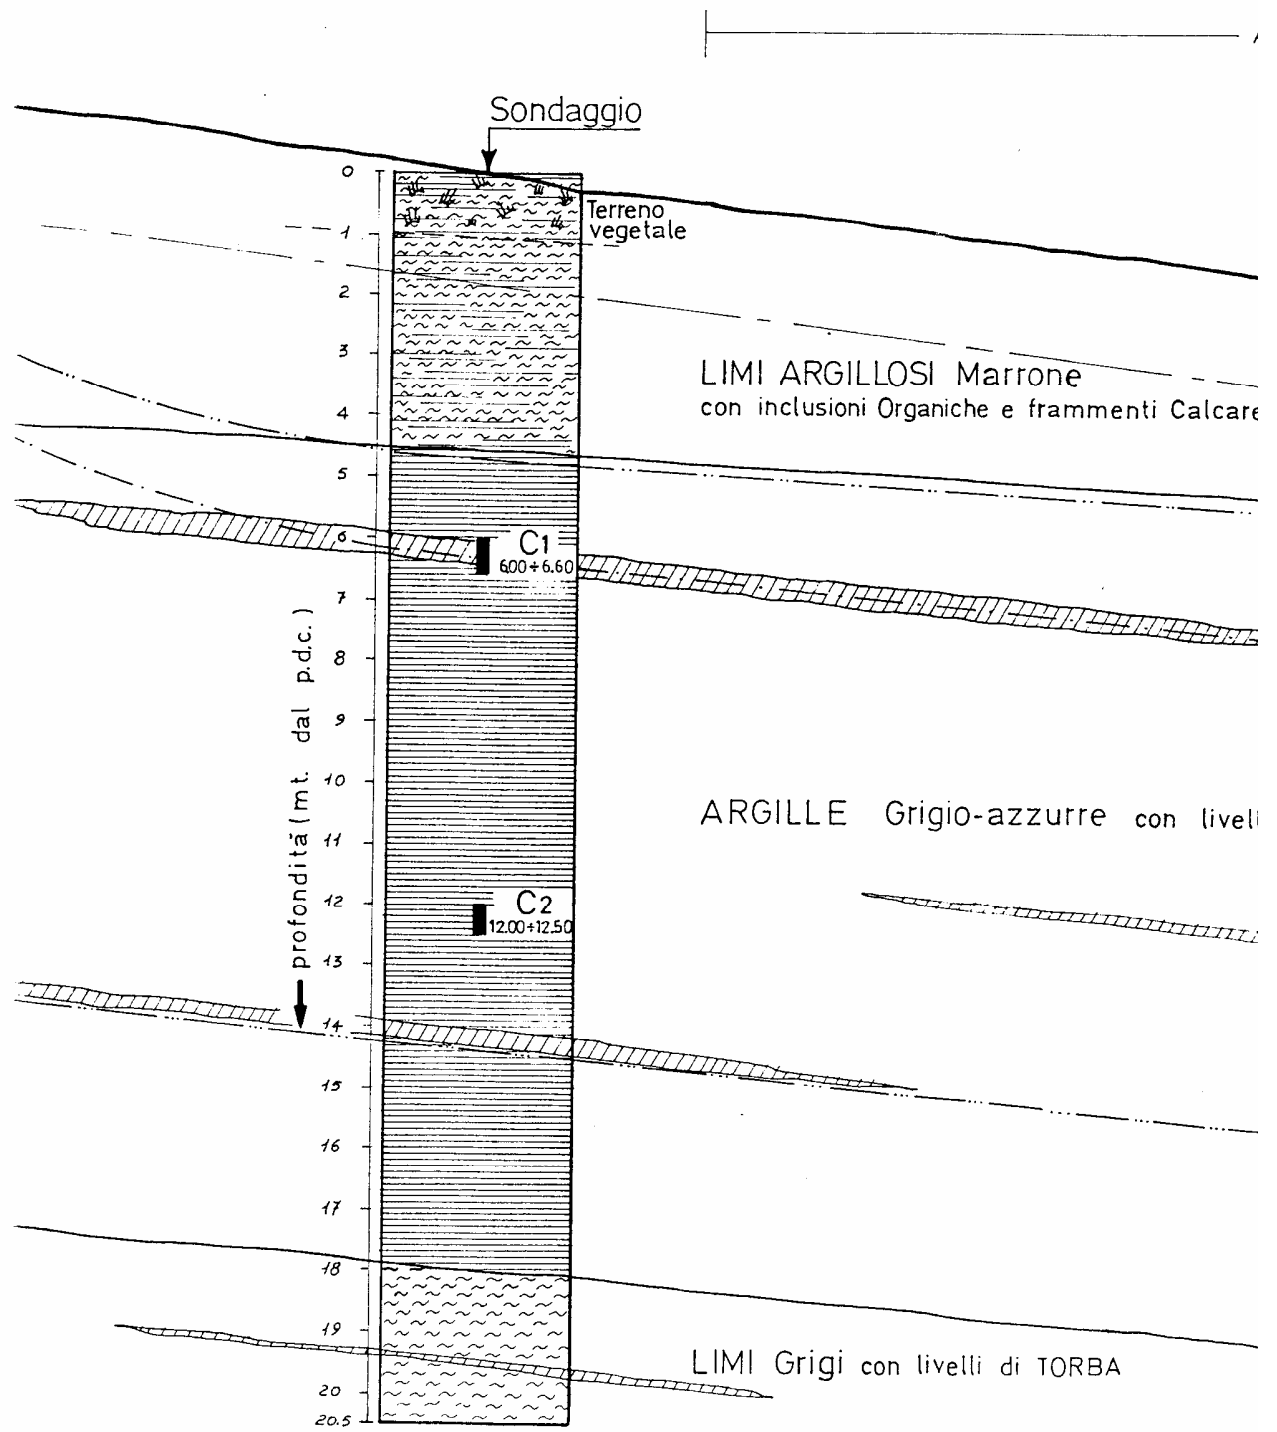 Sondaggio
0
Terreno
vegetale
1
2
3
LIMI ARGILLOSI Marrone
con inclusioni Organiche e frammenti Calcare
4
5
6
C1
6.00÷6.60
7
8
9
10
ARGILLE Grigio-azzurre con livelli
11
12
C2
12.00÷12.50
13
profondità (mt. dal p.d.c.)
14
15
16
17
18
19
LIMI Grigi con livelli di TORBA
20
20.5